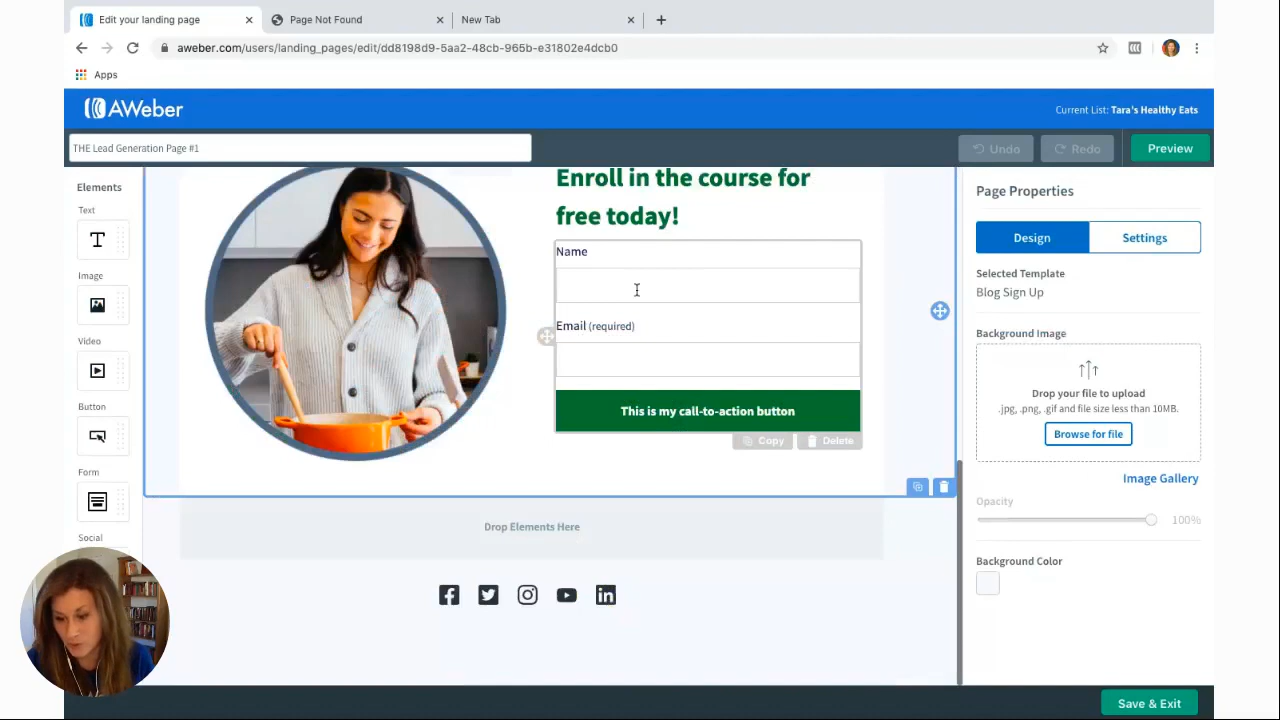 Edit your landing page
Page Not Found
New Tab
aweber.com/users/landing_pages/edit/dd8198d9-5aa2-48cb-965b-e31802e4dcb0
Apps
AWeber
Current List: Tara's Healthy Eats
THE Lead Generation Page #1
Undo
Redo
Preview
Elements
Text
Image
Video
Button
Form
Social
Enroll in the course for
free today!
Name
Email (required)
This is my call-to-action button
Copy
Delete
Drop Elements Here
Page Properties
Design
Settings
Selected Template
Blog Sign Up
Background Image
Drop your file to upload
.jpg, .png, .gif and file size less than 10MB.
Browse for file
Image Gallery
Opacity
100%
Background Color
Save & Exit